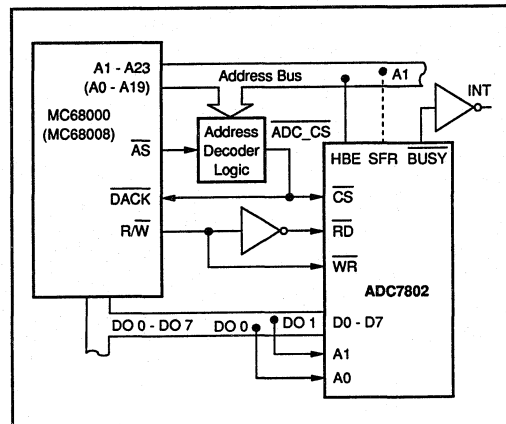 A1 - A23
(A0 - A19)
MC68000
(MC68008)
AS
DACK
R/W
Address Bus
A1
INT
Address
Decoder
Logic
ADC_CS
HBE SFR BUSY
CS
RD
WR
ADC7802
DO 0 - DO 7 DO 0 DO 1 D0 - D7
A1
A0